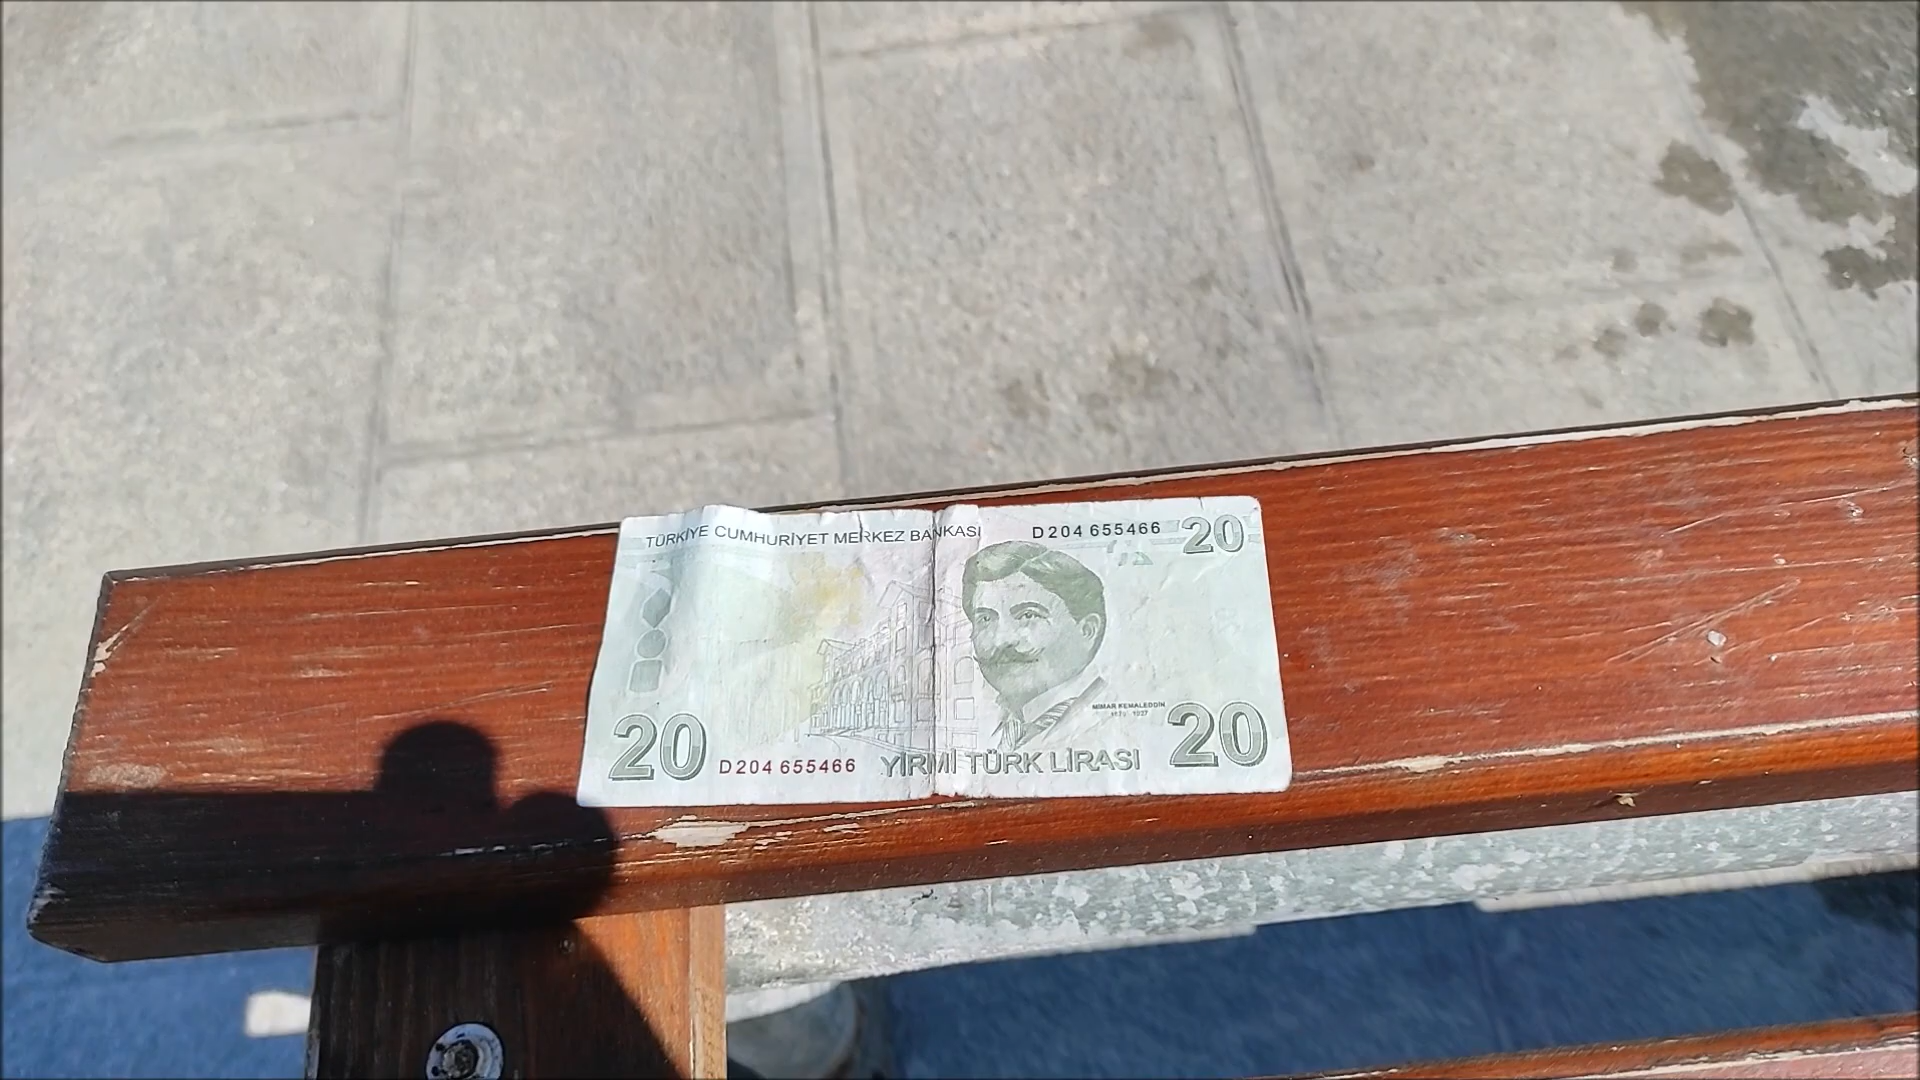 TÜRKİYE CUMHURİYET MERKEZ BANKASI
D204 655466
20
MİMAR KEMALEDDİN
20
D204 655466
YİRMİ TÜRK LİRASI
20